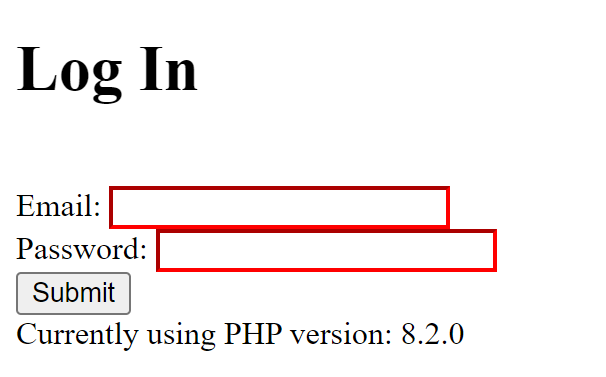 Log In
Email:
Password:
Submit
Currently using PHP version: 8.2.0